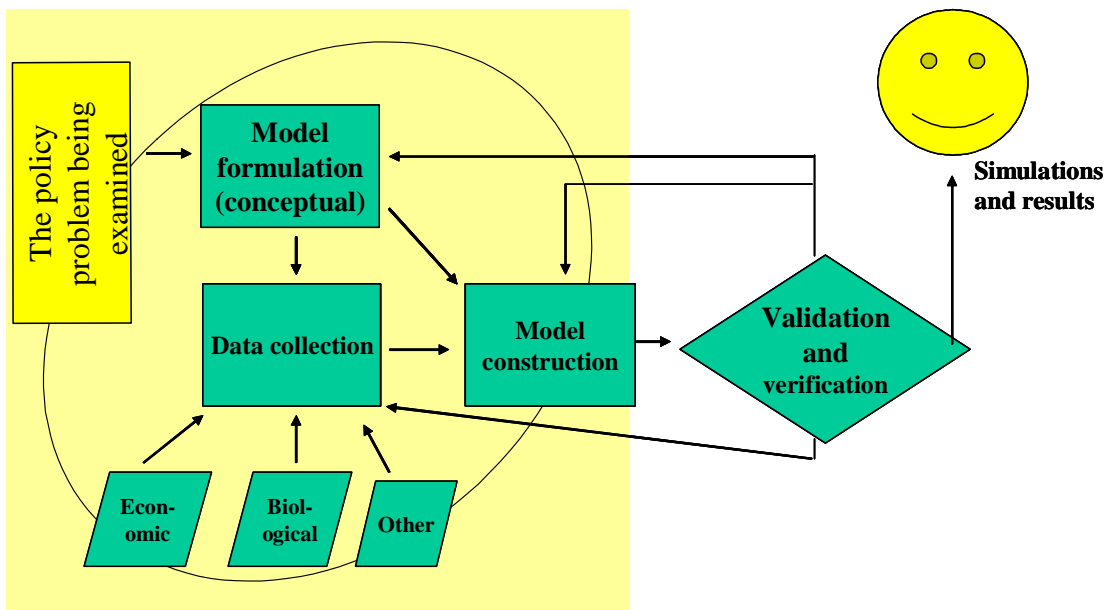 The policy
problem being
examined
Model
formulation
(conceptual)
Simulations
and results
Data collection
Model
construction
Validation
and
verification
Econ-
omic
Biol-
ogical
Other